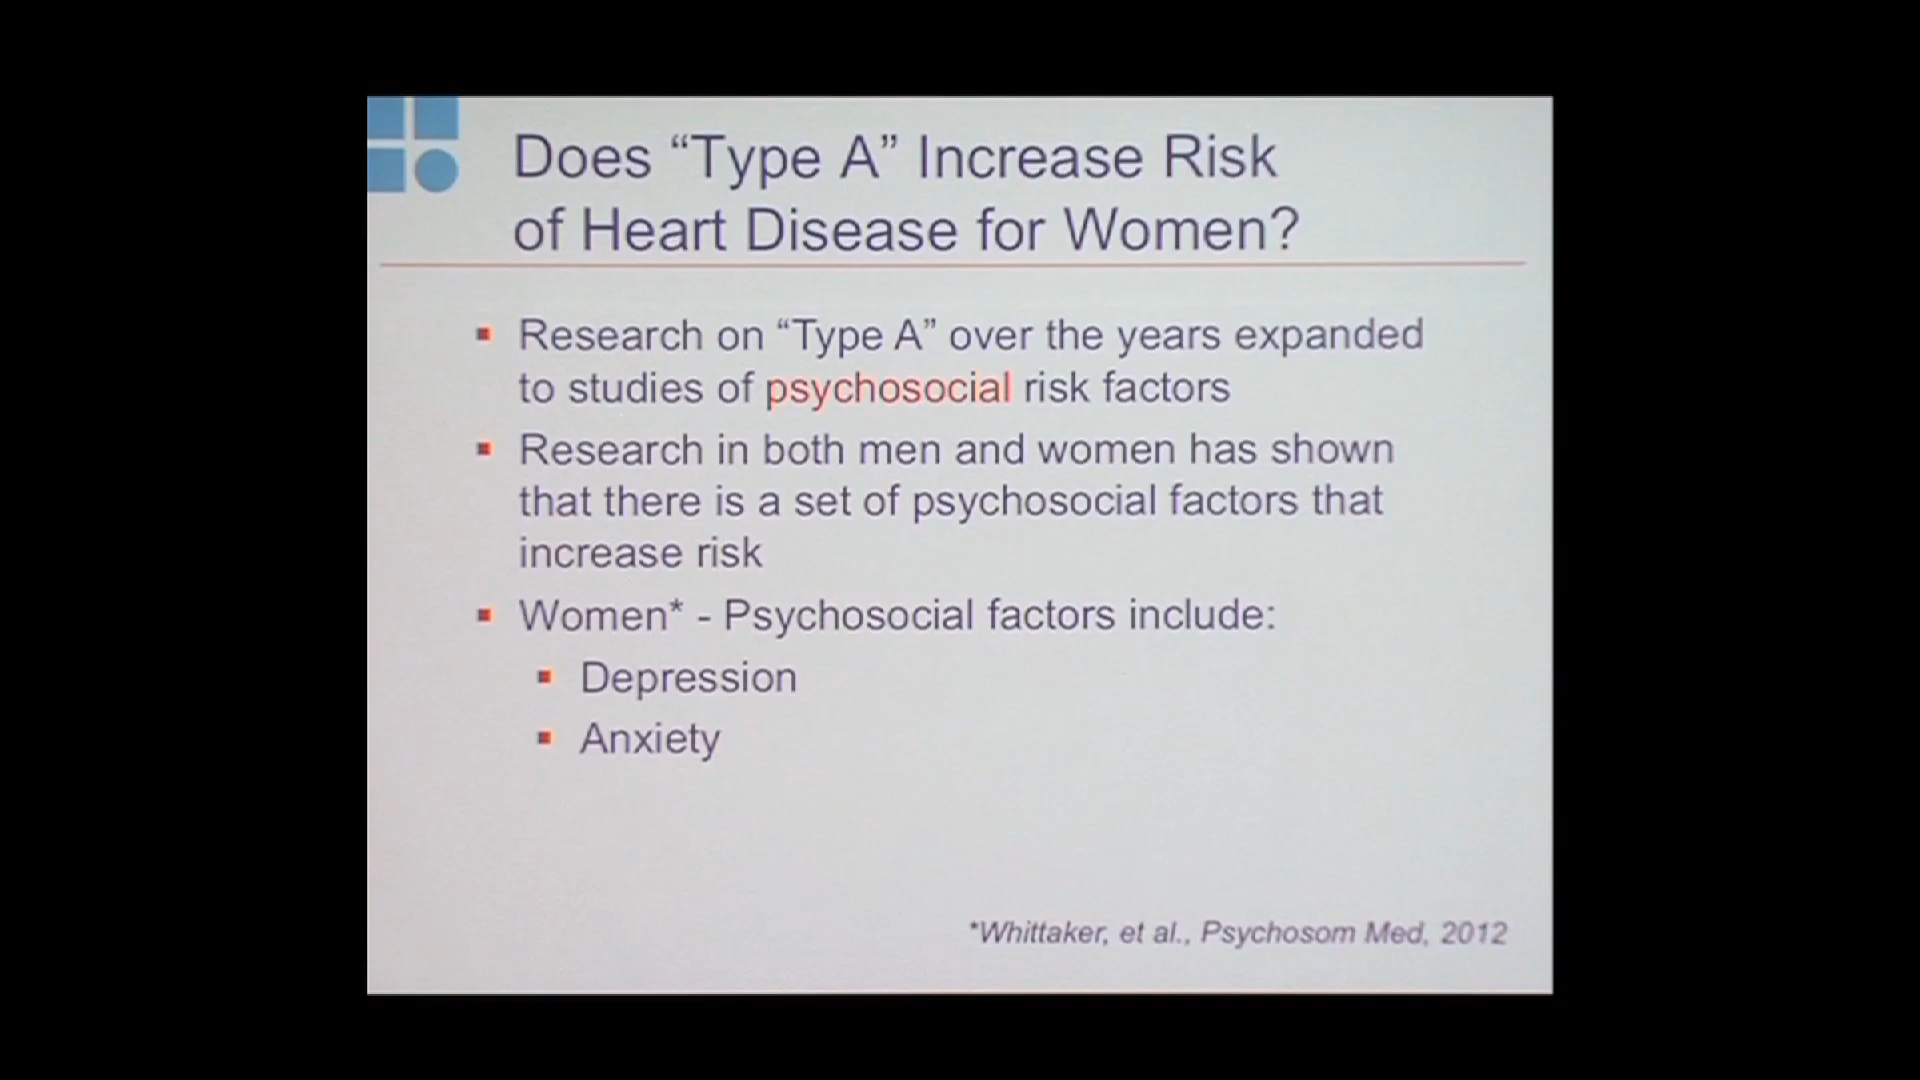 Does “Type A” Increase Risk
of Heart Disease for Women?
Research on “Type A” over the years expanded
to studies of psychosocial risk factors
Research in both men and women has shown
that there is a set of psychosocial factors that
increase risk
Women* - Psychosocial factors include:
Depression
Anxiety
*Whittaker, et al., Psychosom Med, 2012